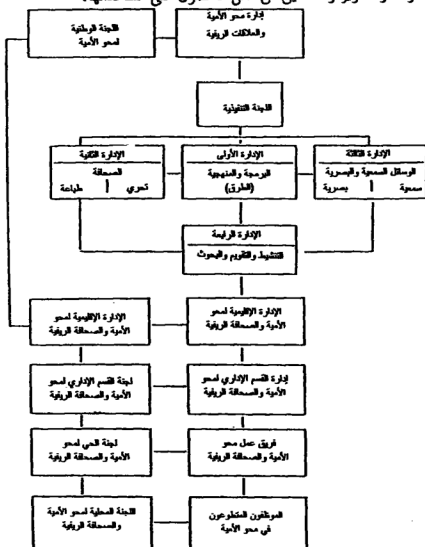 إدارة محو الأمية
والعلاقات الريفية
اللجنة الوطنية
لمحو الأمية
اللجنة التنفيذية
الإدارة الثالثة
الوسائل السمعية والبصرية
سمعية بصرية
الإدارة الأولى
البرمجة والمنهجية
(الطرق)
الإدارة الثانية
الصحافة
تحري طباعة
الإدارة الرابعة
التنشيط والتقويم والبحوث
الإدارة الإقليمية لمحو
الأمية والصحافة الريفية
الإدارة الإقليمية لمحو
الأمية والصحافة الريفية
إدارة القسم الإداري لمحو
الأمية والصحافة الريفية
لجنة القسم الإداري لمحو
الأمية والصحافة الريفية
فريق عمل محو
الأمية والصحافة الريفية
لجنة الحي لمحو
الأمية والصحافة الريفية
الموظفون المتطوعون
في محو الأمية
اللجنة المحلية لمحو الأمية
والصحافة الريفية